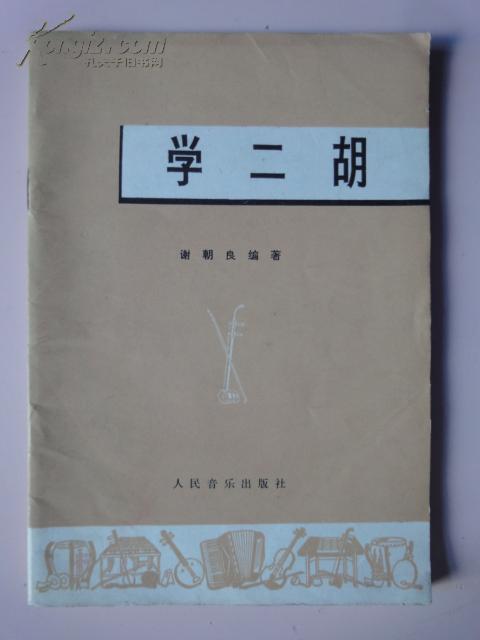 Kongfz.com
孔夫子旧书网
学二胡
谢朝良编著
人民音乐出版社